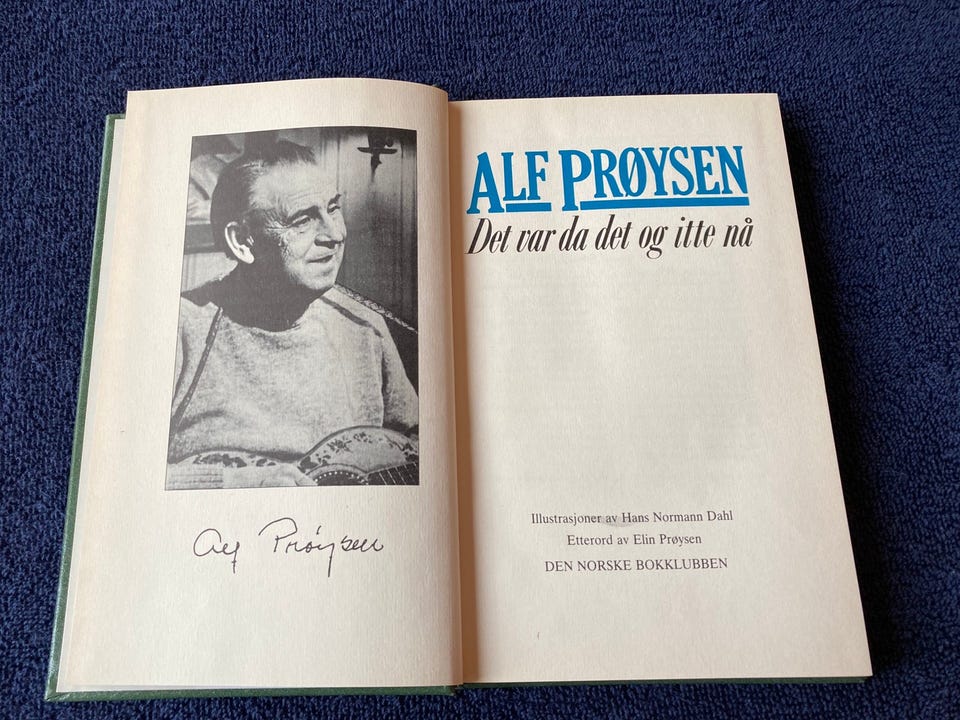 Alf Prøysen
ALF PRØYSEN
Det var da det og itte nå
Illustrasjoner av Hans Normann Dahl
Etterord av Elin Prøysen
DEN NORSKE BOKKLUBBEN